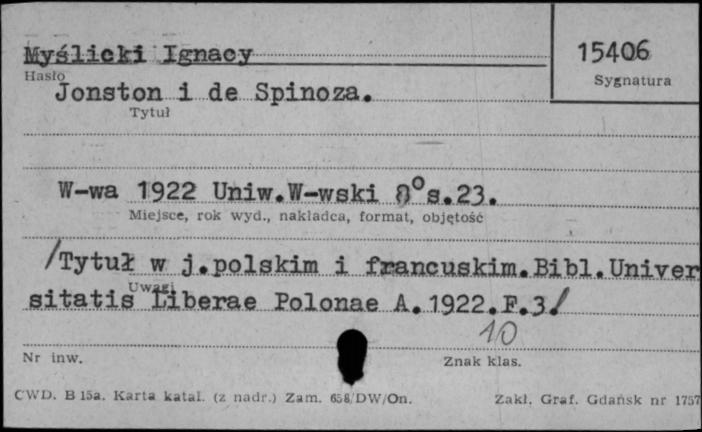 Myślicki Ignacy
15406
Hasło
Sygnatura
Jonston i de Spinoza.
Tytuł
W-wa 1922 Uniw.W-wski 8°s.23.
Miejsce, rok wyd., nakładca, format, objętość
/Tytuł w j.polskim i francuskim.Bibl.Univer
Uwagi
sitatis Liberae Polonae A.1922.F.3/
10
Nr inw.
Znak klas.
CWD. B 15a. Karta katal. (z nadr.) Zam. 658/DW/On.
Zakł. Graf. Gdańsk nr 1757